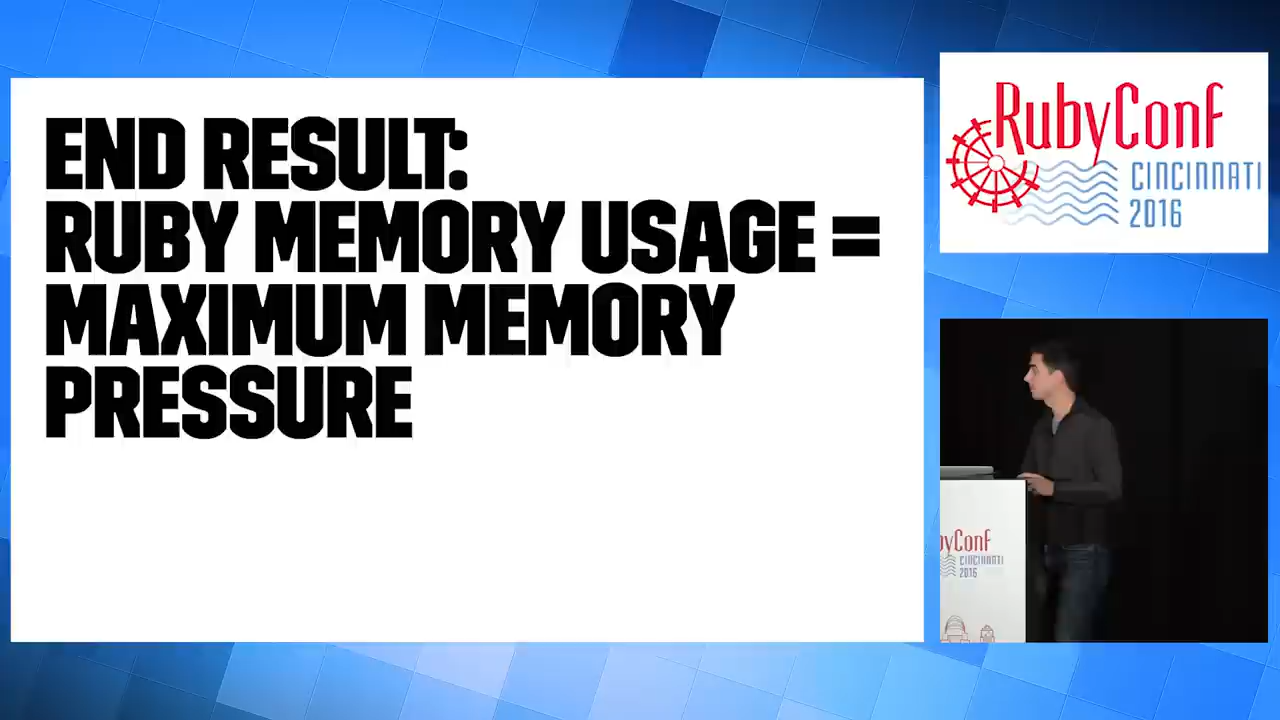 END RESULT:
RUBY MEMORY USAGE =
MAXIMUM MEMORY
PRESSURE
RubyConf
CINCINNATI
2016
byConf
CINCINNATI
2016